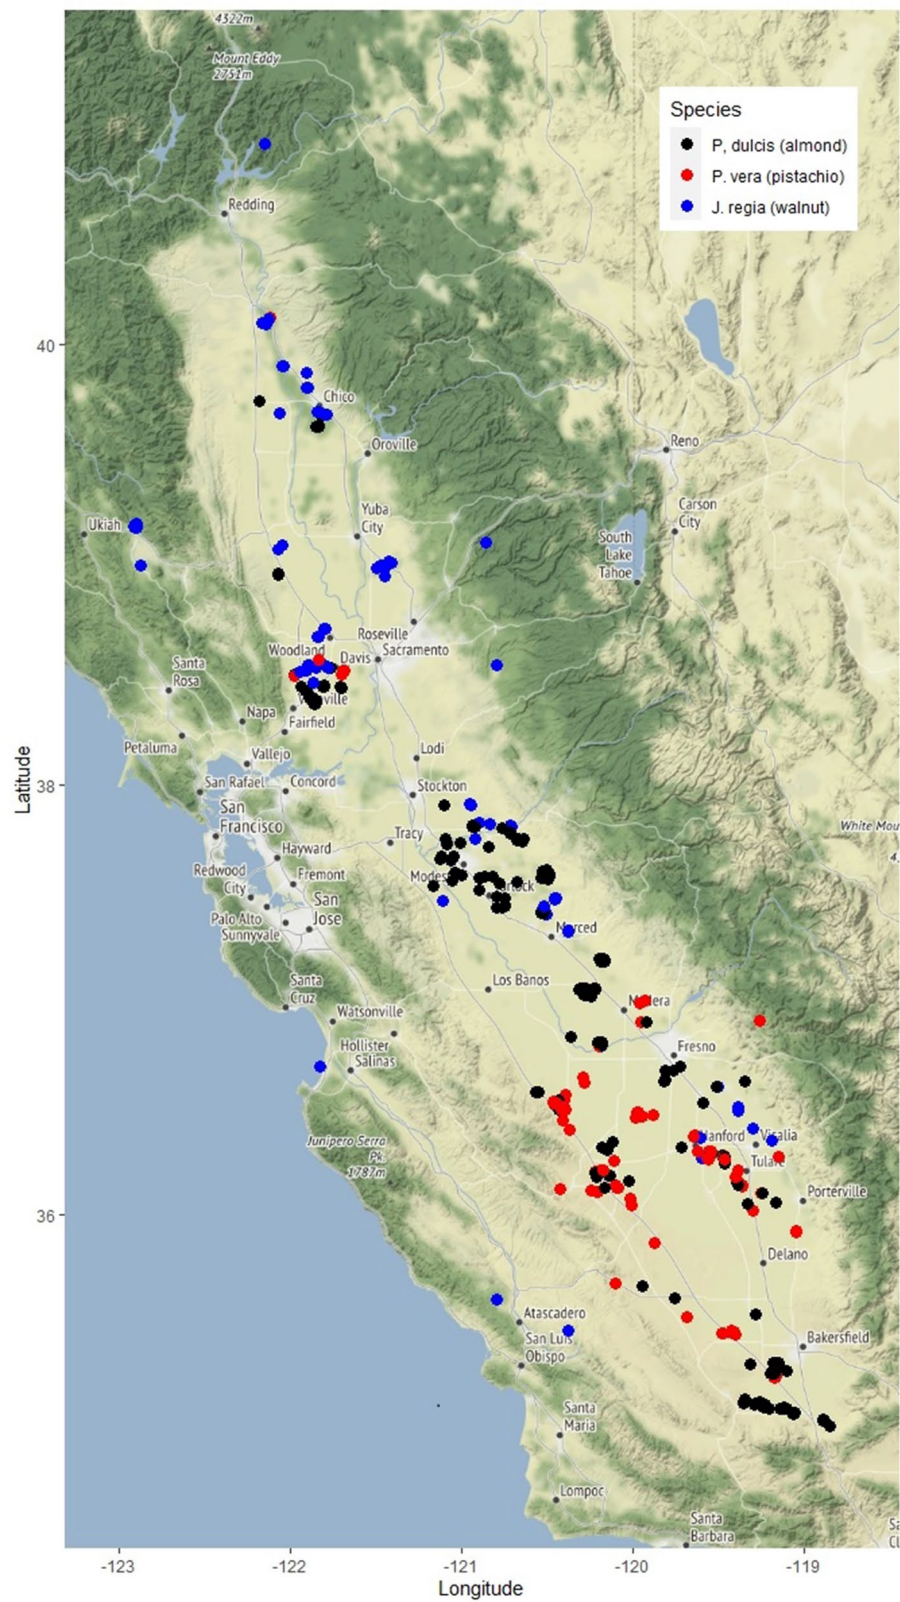 4322m
Mount Eddy
2751m
Species
P, dulcis (almond)
P. vera (pistachio)
J. regia (walnut)
Redding
40
Chico
Oroville
Reno
Yuba
City
Carson
City
Ukiah
South
Lake
Tahoe
Roseville
Woodland
Davis
Sacramento
Santa
Rosa
Napa
Fairfield
Petaluma
Vallejo
Lodi
38
San Rafael
Concord
Stockton
San
Francisco
Tracy
White Mou
Hayward
Redwood
City
Fremont
Palo Alto
San
Jose
Sunnyvale
Merced
Santa
Cruz
Los Banos
Watsonville
Hollister
Salinas
Fresno
Junipero Serra
Pk.
1787m
Hanford
Porterville
36
Delano
Atascadero
San Luis
Obispo
Bakersfield
Santa
Maria
Lompoc
Santa
Barbara
-123
-122
-121
-120
-119
Longitude
Latitude